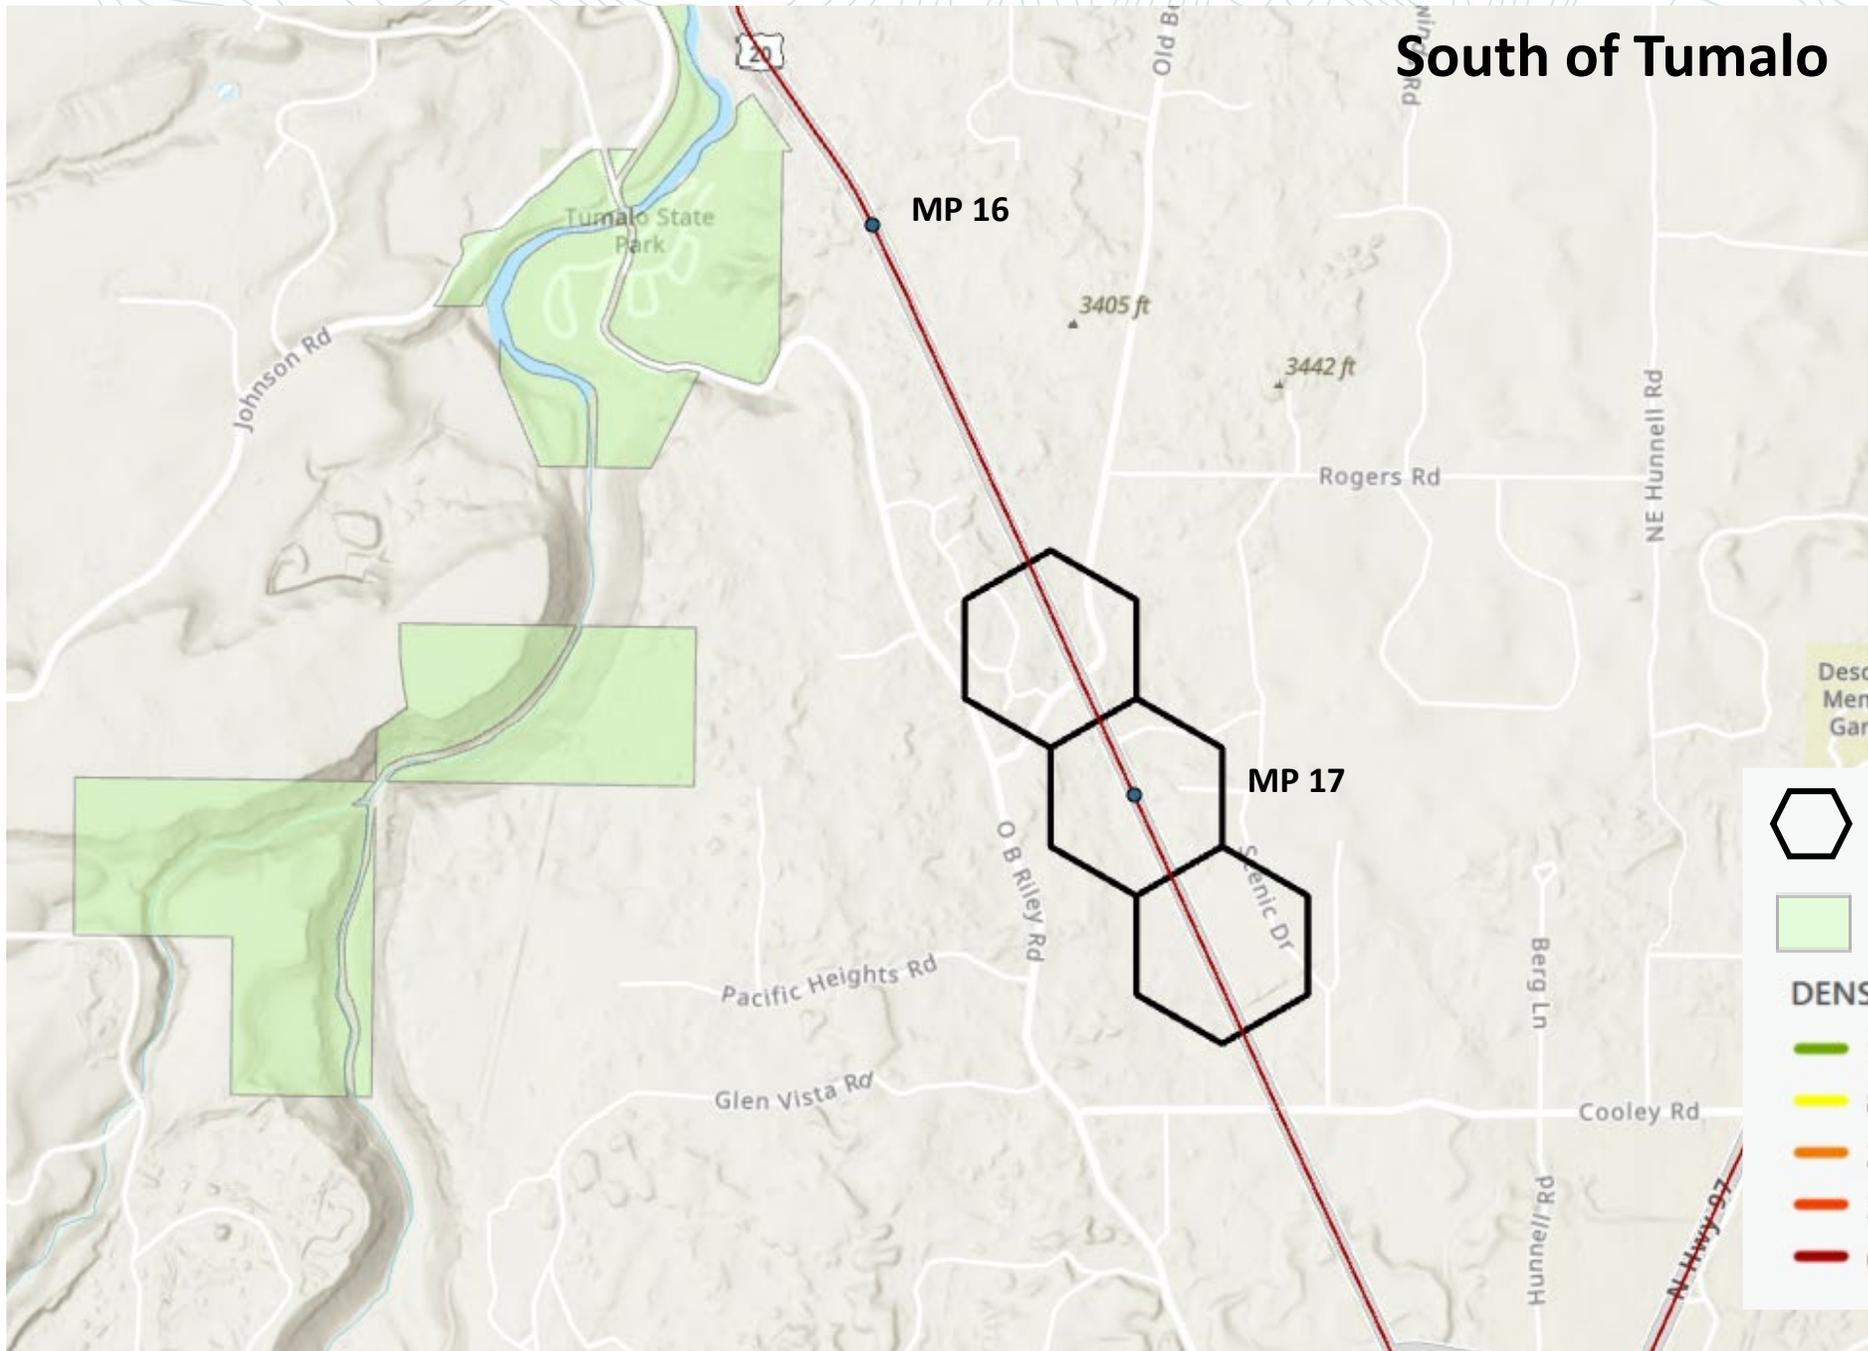 South of Tumalo
20
MP 16
Tumalo State
Park
3405 ft
3442 ft
Johnson Rd
NE Hunnell Rd
Rogers Rd
MP 17
O B Riley Rd
Scenic Dr
Pacific Heights Rd
Berg Ln
Glen Vista Rd
Cooley Rd
Hunnell Rd
N Hwy 97